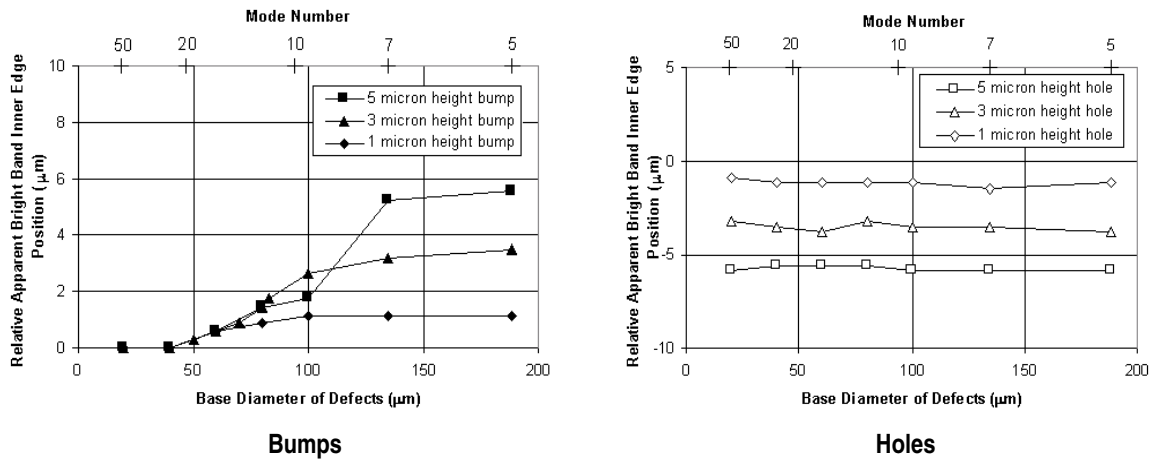 Mode Number
50 20 10 7 5
10
8
6
4
2
0
0 50 100 150 200
Relative Apparent Bright Band Inner Edge
Position (μm)
5 micron height bump
3 micron height bump
1 micron height bump
Base Diameter of Defects (μm)
Bumps
Mode Number
50 20 10 7 5
5
0
-5
-10
0 50 100 150 200
Relative Apparent Bright Band Inner Edge
Position (μm)
5 micron height hole
3 micron height hole
1 micron height hole
Base Diameter of Defects (μm)
Holes